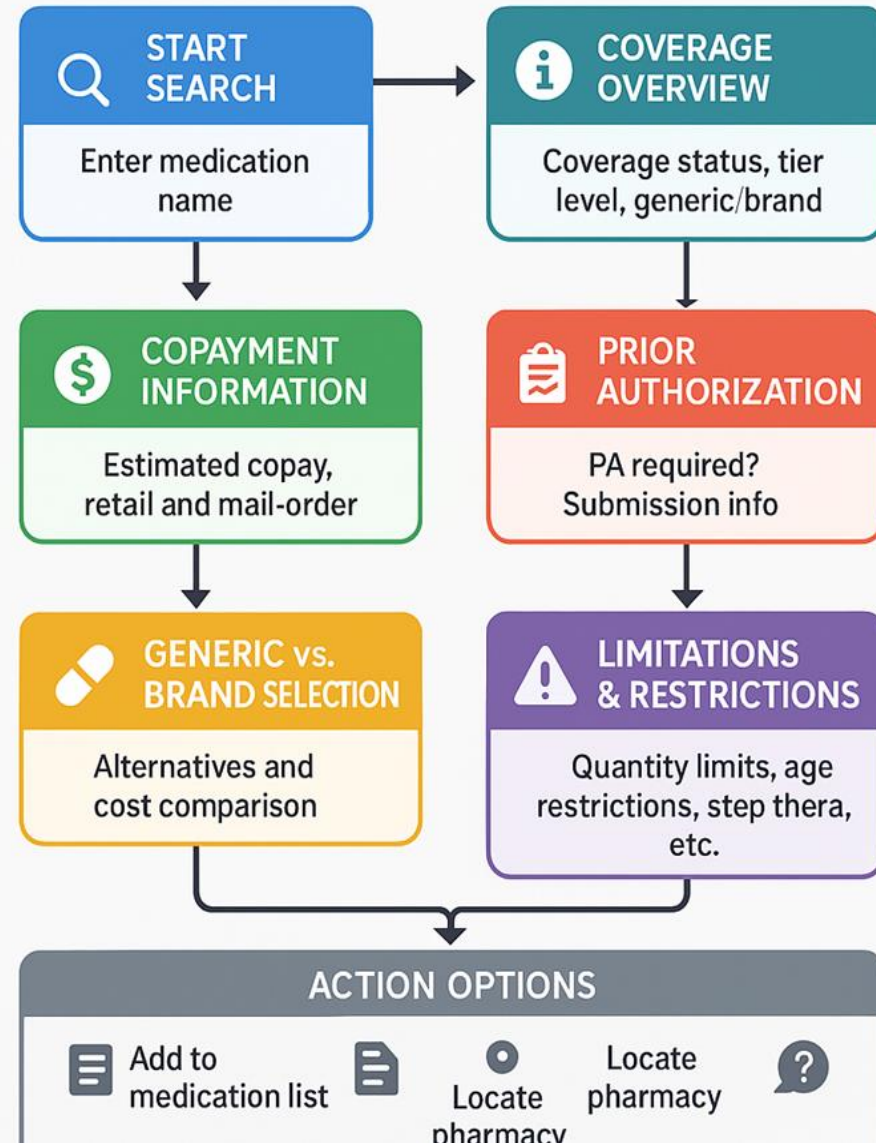 START
SEARCH
Enter medication
name
COVERAGE
OVERVIEW
Coverage status, tier
level, generic/brand
COPAYMENT
INFORMATION
Estimated copay,
retail and mail-order
PRIOR
AUTHORIZATION
PA required?
Submission info
GENERIC vs.
BRAND SELECTION
Alternatives and
cost comparison
LIMITATIONS
& RESTRICTIONS
Quantity limits, age
restrictions, step thera,
etc.
ACTION OPTIONS
Add to
medication list
Locate
pharmacy
Locate
pharmacy